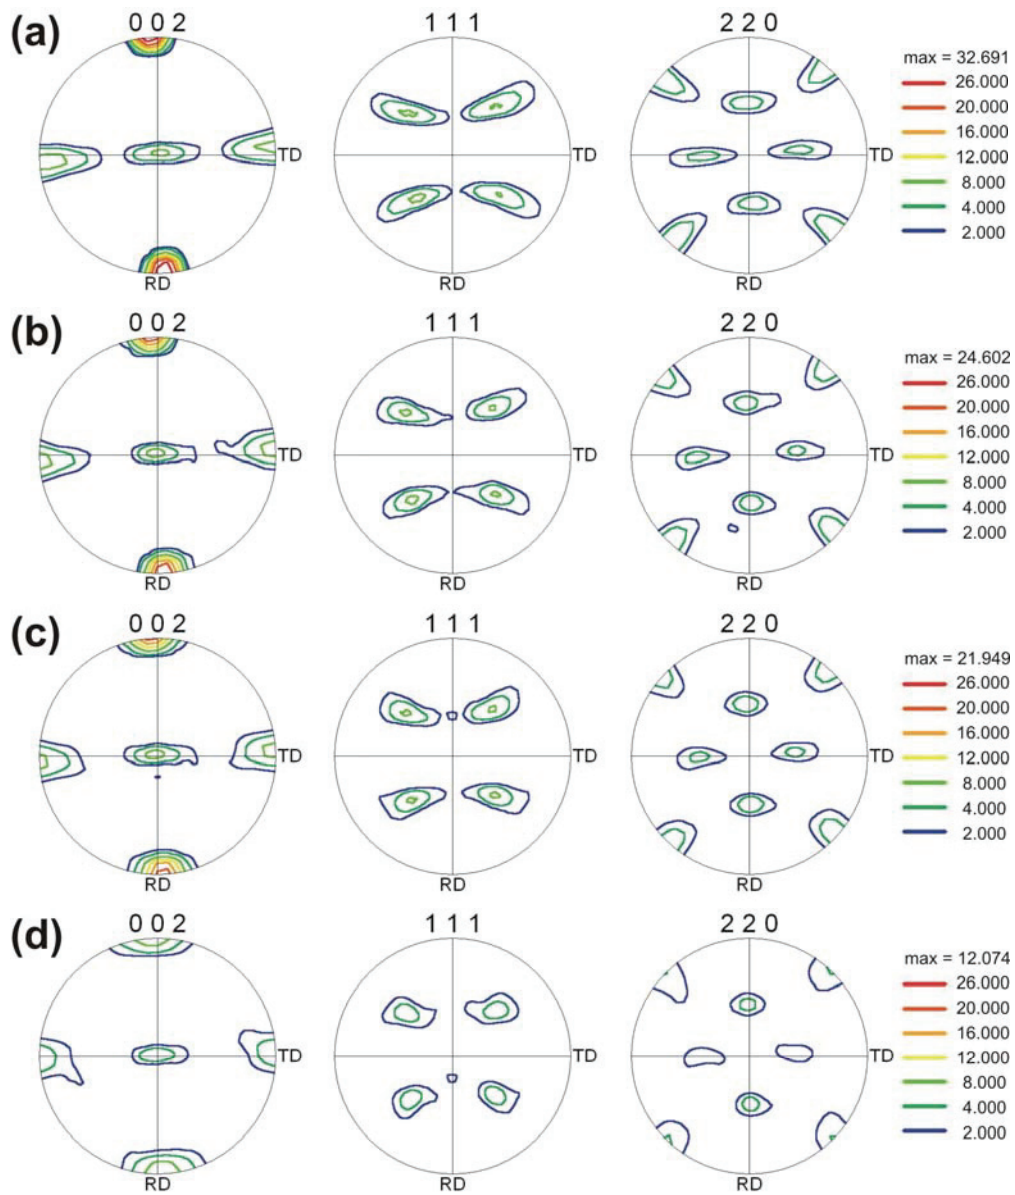 (a)
0 0 2
1 1 1
2 2 0
TD
TD
TD
RD
RD
RD
max = 32.691
26.000
20.000
16.000
12.000
8.000
4.000
2.000
(b)
0 0 2
1 1 1
2 2 0
TD
TD
TD
RD
RD
RD
max = 24.602
26.000
20.000
16.000
12.000
8.000
4.000
2.000
(c)
0 0 2
1 1 1
2 2 0
TD
TD
TD
RD
RD
RD
max = 21.949
26.000
20.000
16.000
12.000
8.000
4.000
2.000
(d)
0 0 2
1 1 1
2 2 0
TD
TD
TD
RD
RD
RD
max = 12.074
26.000
20.000
16.000
12.000
8.000
4.000
2.000